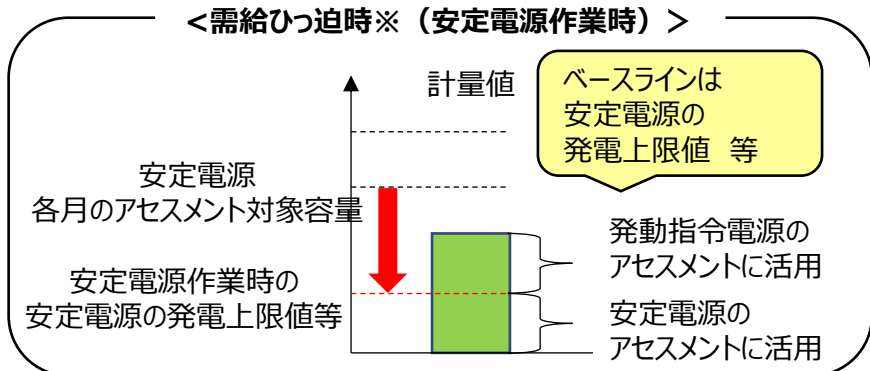 <需給ひっ迫時※（安定電源作業時）>
計量値
ベースラインは
安定電源の
発電上限値　等
安定電源
各月のアセスメント対象容量
発動指令電源の
アセスメントに活用
安定電源作業時の
安定電源の発電上限値等
安定電源の
アセスメントに活用